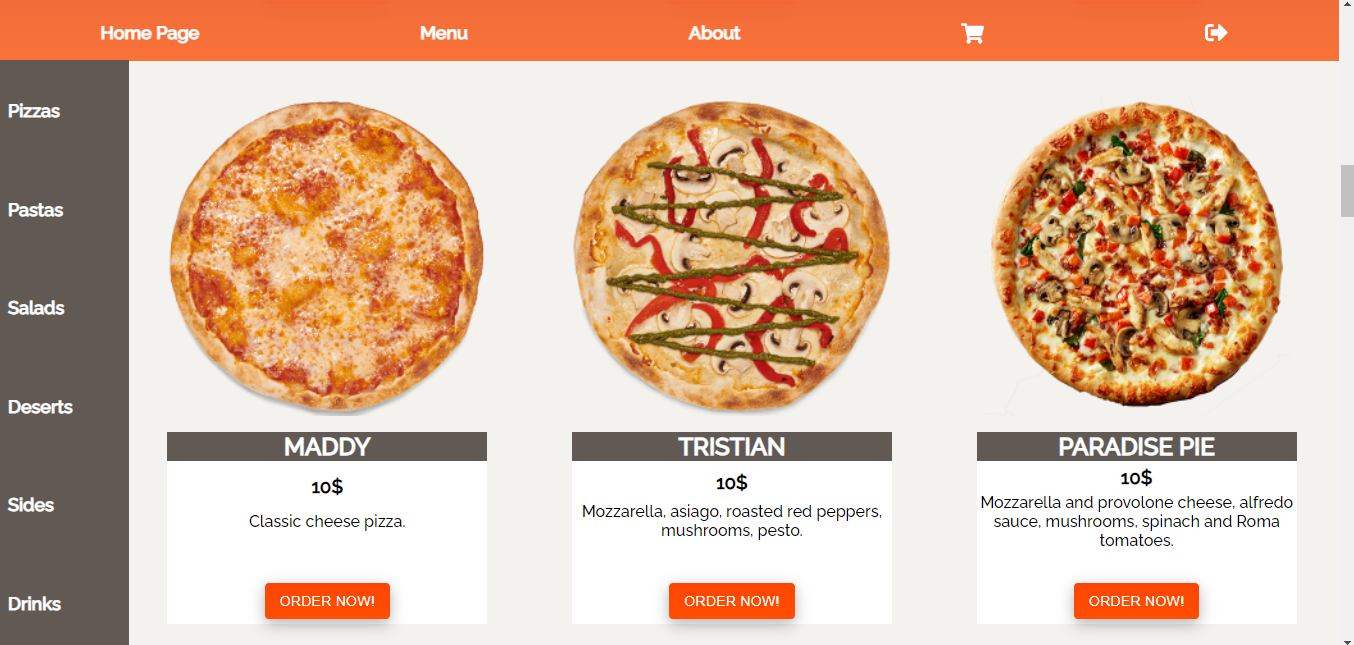 Home Page
Menu
About
Pizzas
Pastas
Salads
Deserts
Sides
Drinks
MADDY
10$
Classic cheese pizza.
ORDER NOW!
TRISTIAN
10$
Mozzarella, asiago, roasted red peppers,
mushrooms, pesto.
ORDER NOW!
PARADISE PIE
10$
Mozzarella and provolone cheese, alfredo
sauce, mushrooms, spinach and Roma
tomatoes.
ORDER NOW!